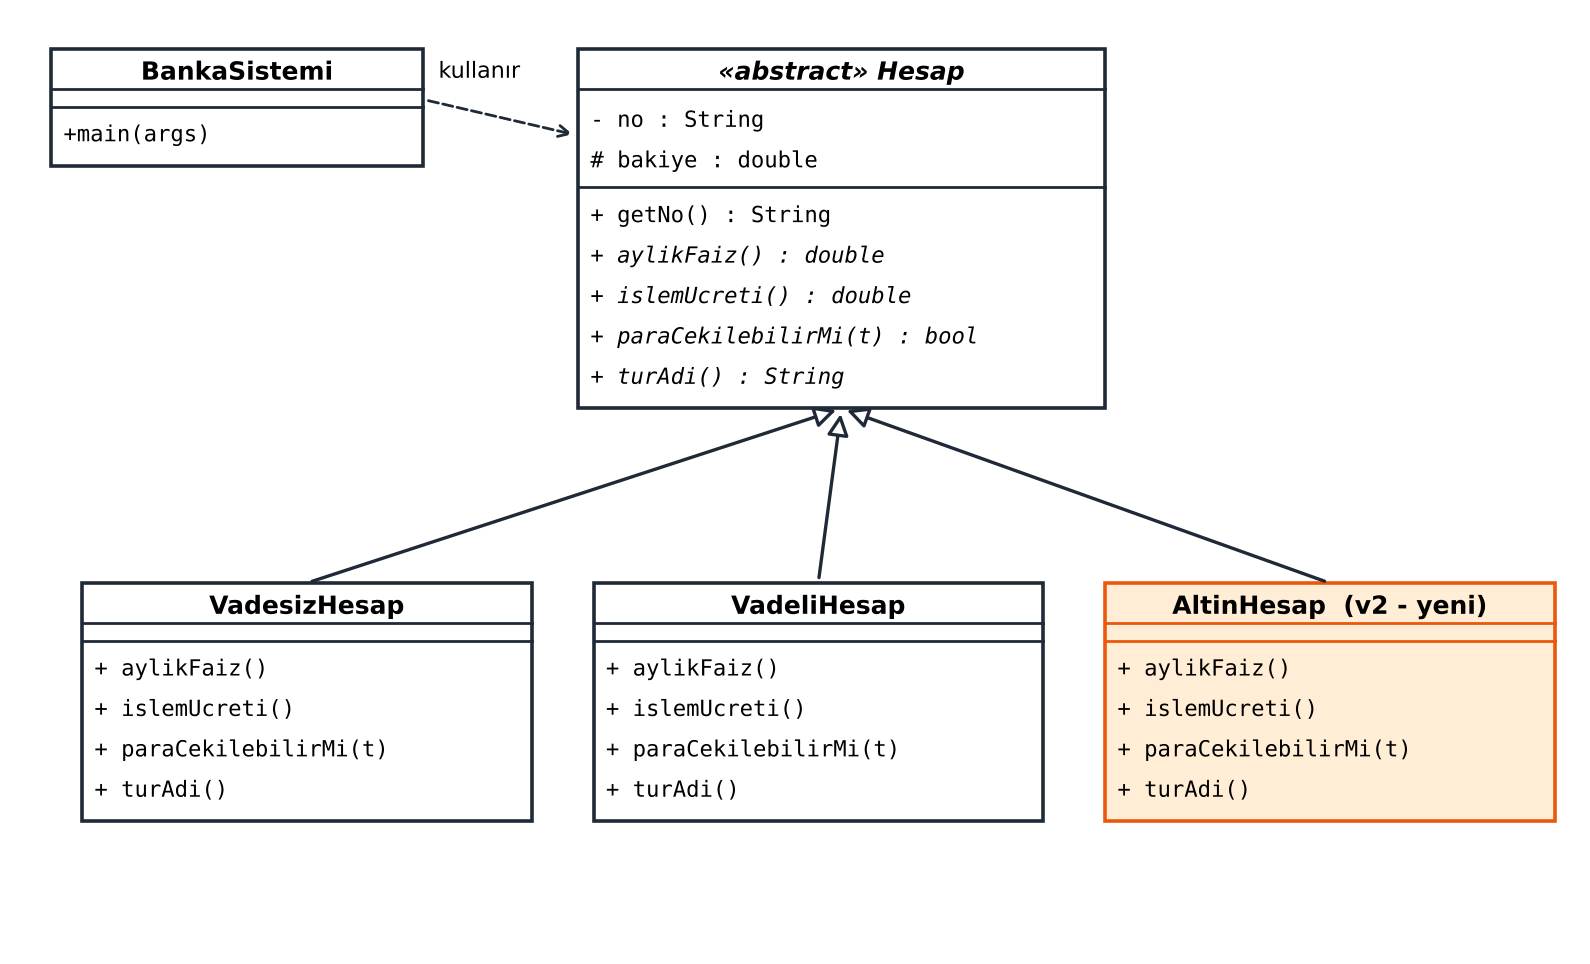 BankaSistemi
+main(args)
kullanır
«abstract» Hesap
- no : String
# bakiye : double
+ getNo() : String
+ aylikFaiz() : double
+ islemUcreti() : double
+ paraCekilebilirMi(t) : bool
+ turAdi() : String
VadesizHesap
+ aylikFaiz()
+ islemUcreti()
+ paraCekilebilirMi(t)
+ turAdi()
VadeliHesap
+ aylikFaiz()
+ islemUcreti()
+ paraCekilebilirMi(t)
+ turAdi()
AltinHesap (v2 - yeni)
+ aylikFaiz()
+ islemUcreti()
+ paraCekilebilirMi(t)
+ turAdi()